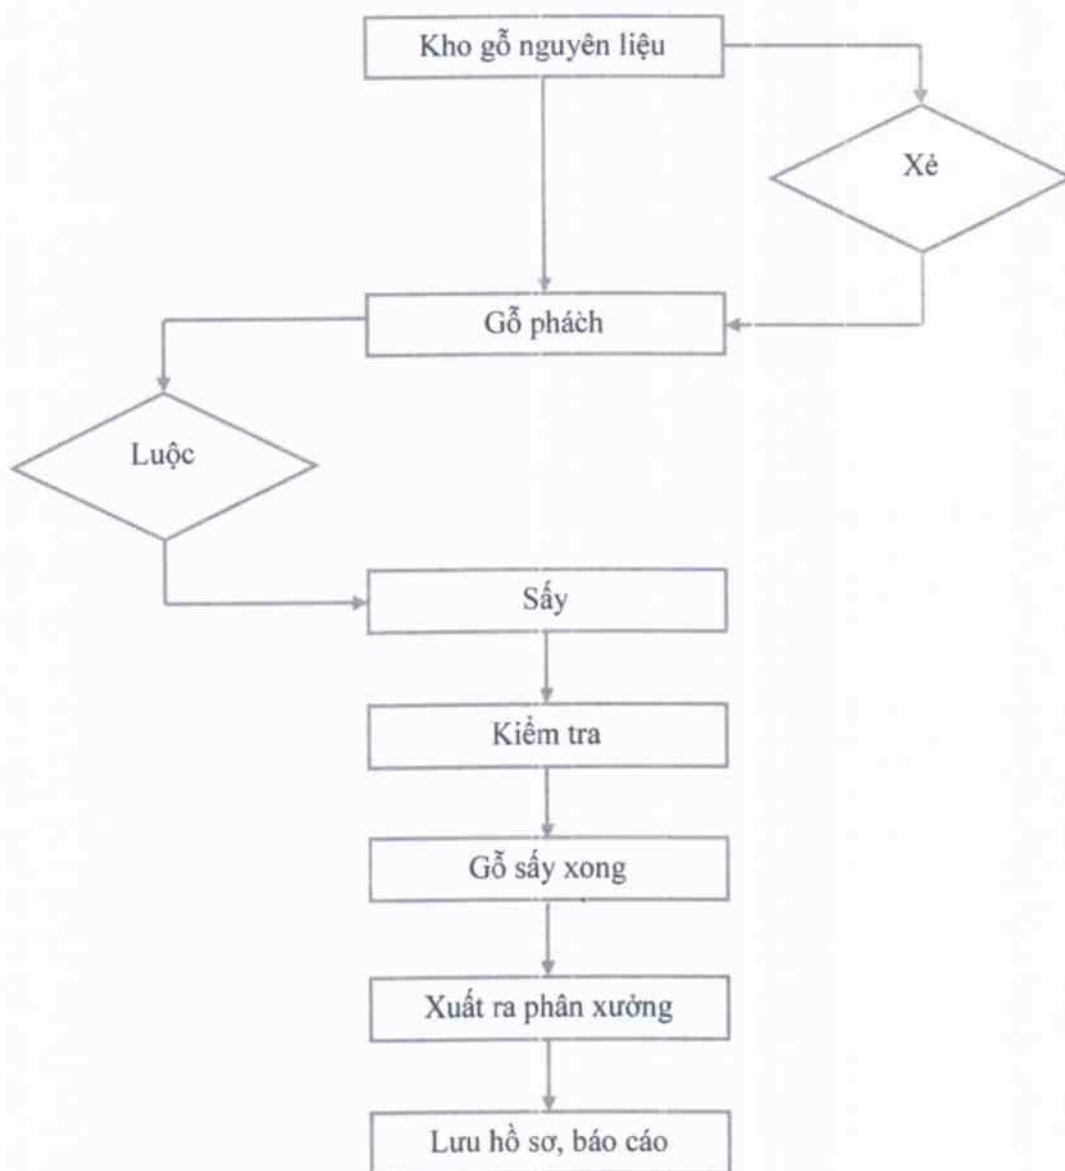 Kho gỗ nguyên liệu
Xẻ
Gỗ phách
Luộc
Sấy
Kiểm tra
Gỗ sấy xong
Xuất ra phân xưởng
Lưu hồ sơ, báo cáo